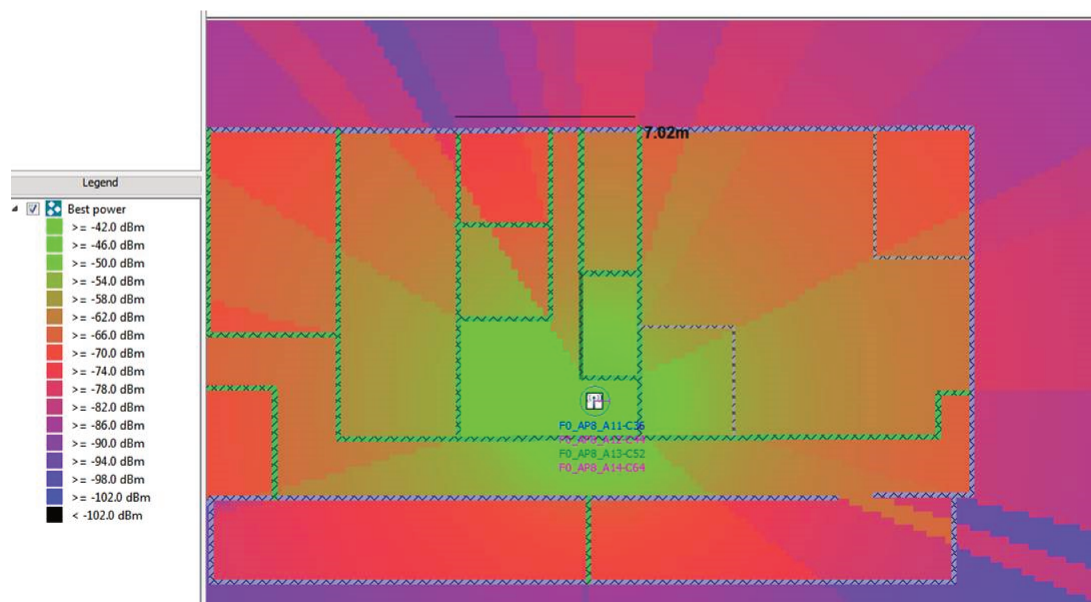 7.02m
Legend
Best power
>= -42.0 dBm
>= -46.0 dBm
>= -50.0 dBm
>= -54.0 dBm
>= -58.0 dBm
>= -62.0 dBm
>= -66.0 dBm
>= -70.0 dBm
>= -74.0 dBm
>= -78.0 dBm
>= -82.0 dBm
>= -86.0 dBm
>= -90.0 dBm
>= -94.0 dBm
>= -98.0 dBm
>= -102.0 dBm
< -102.0 dBm
F0_AP8_A11-C36
F0_AP8_A12-C44
F0_AP8_A13-C52
F0_AP8_A14-C64